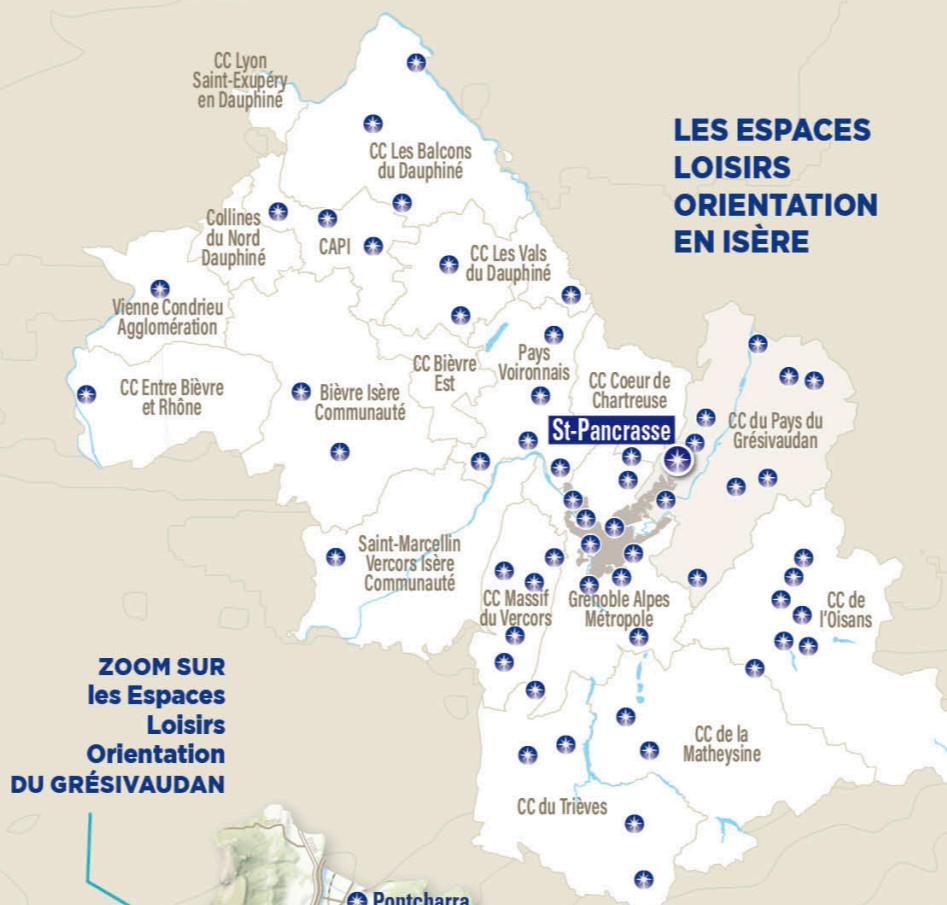 LES ESPACES
LOISIRS
ORIENTATION
EN ISÈRE
CC Lyon
Saint-Exupéry
en Dauphiné
CC Les Balcons
du Dauphiné
Collines
du Nord
Dauphiné
CAPI
CC Les Vals
du Dauphiné
Vienne Condrieu
Agglomération
CC Entre Bièvre
et Rhône
Bièvre Isère
Communauté
CC Bièvre
Est
Pays
Voironnais
CC Coeur de
Chartreuse
St-Pancrasse
CC du Pays du
Grésivaudan
Saint-Marcellin
Vercors Isère
Communauté
CC Massif
du Vercors
Grenoble Alpes
Métropole
CC de
l'Oisans
CC de la
Matheysine
CC du Trièves
ZOOM SUR
les Espaces
Loisirs
Orientation
DU GRÉSIVAUDAN
Pontcharra